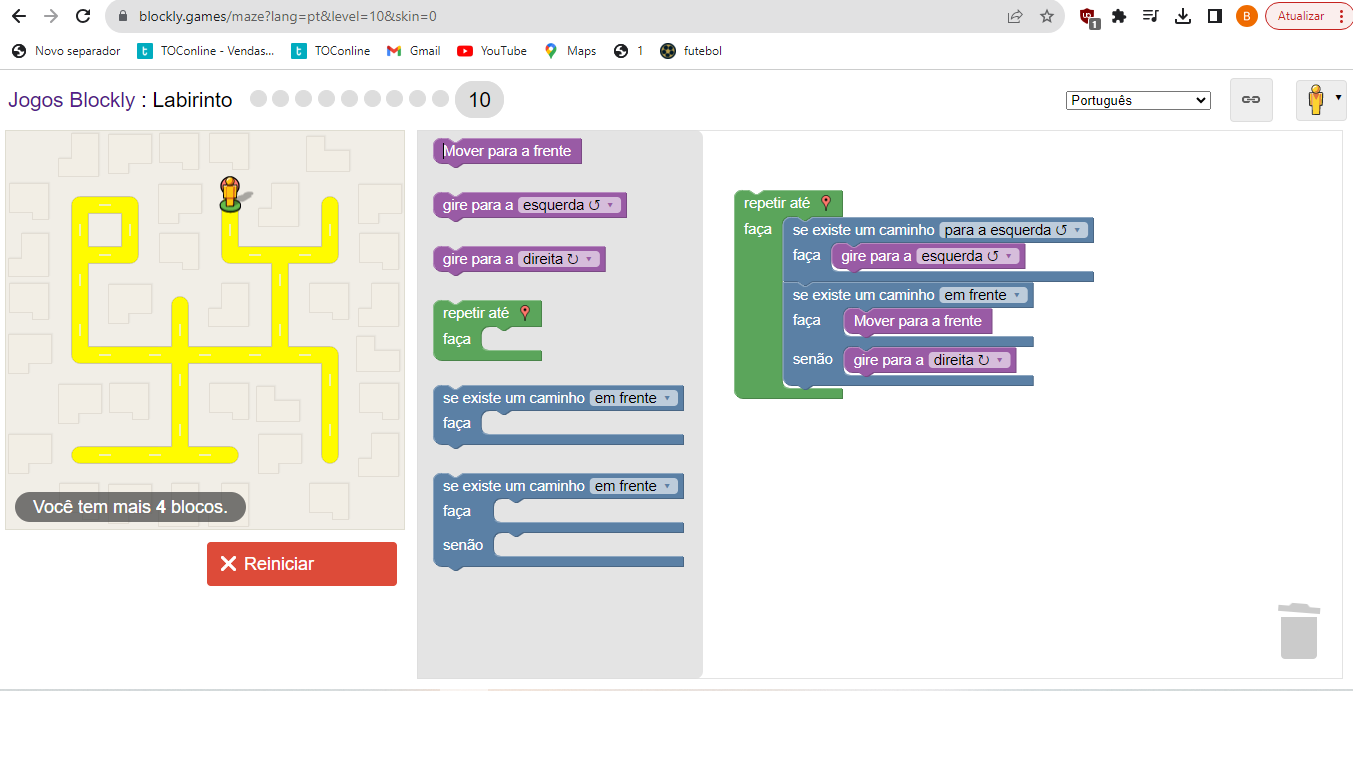 blockly.games/maze?lang=pt&level=10&skin=0
1
B
Atualizar
Novo separador
t
TOConline - Vendas...
t
TOConline
Gmail
YouTube
Maps
1
futebol
Jogos Blockly : Labirinto
10
Português
Você tem mais 4 blocos.
Reiniciar
Mover para a frente
gire para a esquerda ↺
gire para a direita ↻
repetir até
faça
se existe um caminho em frente
faça
se existe um caminho em frente
faça
senão
repetir até
faça
se existe um caminho para a esquerda ↺
faça gire para a esquerda ↺
se existe um caminho em frente
faça Mover para a frente
senão gire para a direita ↻